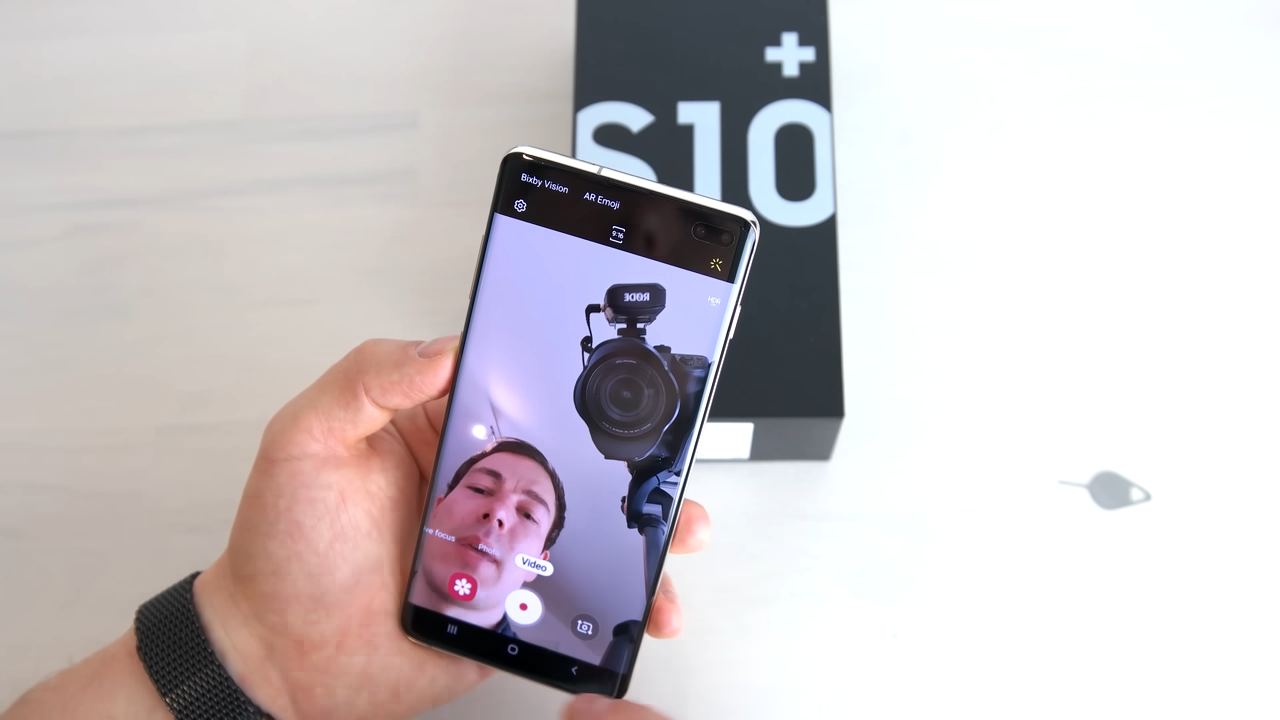 +
S10
Bixby Vision AR Emoji
9:16
HDR
RØDE
ve focus Photo Video